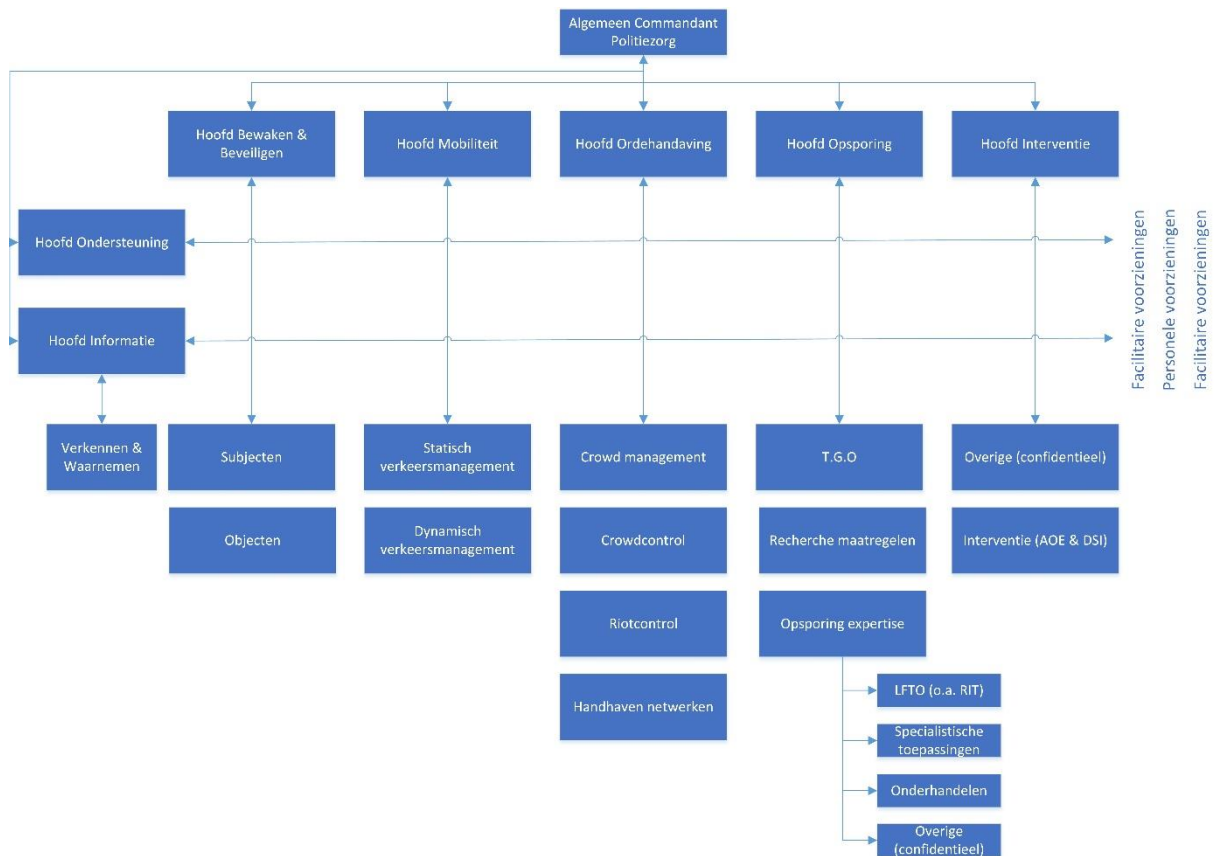 Algemeen Commandant
Politiezorg
Hoofd Bewaken &
Beveiligen
Hoofd Mobiliteit
Hoofd Ordehandaving
Hoofd Opsporing
Hoofd Interventie
Hoofd Ondersteuning
Hoofd Informatie
Facilitaire voorzieningen
Personele voorzieningen
Facilitaire voorzieningen
Verkennen &
Waarnemen
Subjecten
Statisch
verkeersmanagement
Crowd management
T.G.O
Overige (confidentieel)
Objecten
Dynamisch
verkeersmanagement
Crowdcontrol
Recherche maatregelen
Interventie (AOE & DSI)
Riotcontrol
Opsporing expertise
Handhaven netwerken
LFTO (o.a. RIT)
Specialistische
toepassingen
Onderhandelen
Overige
(confidentieel)